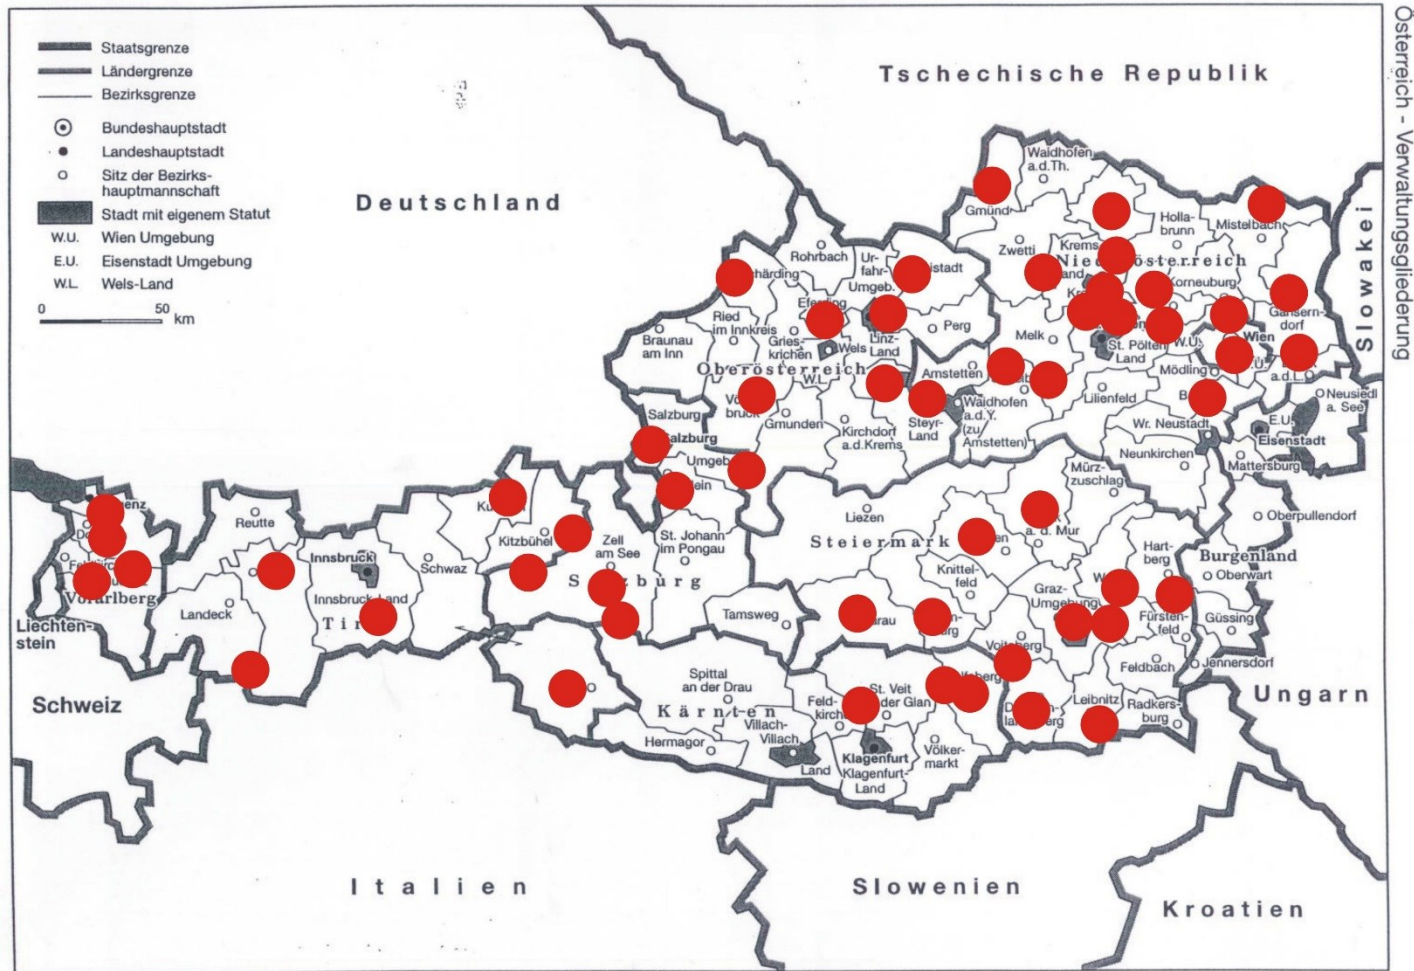 Österreich - Verwaltungsgliederung
Staatsgrenze
Ländergrenze
Bezirksgrenze
Bundeshauptstadt
Landeshauptstadt
Sitz der Bezirks-
hauptmannschaft
Stadt mit eigenem Statut
W.U. Wien Umgebung
E.U. Eisenstadt Umgebung
W.L. Wels-Land
0 50
km
Tschechische Republik
Deutschland
Slowakei
Waidhofen
a.d.Th.
Gmünd
Holla-
brunn
Mistelbach
Zwettl
Krems
Rohrbach
Ur-
fahr-
Umgeb.
Korneuburg
Gänsern-
dorf
Ried
im Innkreis
Braunau
am Inn
Gries-
kirchen
Wels
Linz-
Land
Perg
Melk
St. Pölten
Land
W.U.
Wien
Oberösterreich
W.L.
Amstetten
Mödling
a.d.L.
Neusiedl
a. See
Lilienfeld
Salzburg
Gmunden
Kirchdorf
a.d.Krems
Steyr-
Land
Waidhofen
a.d.Y.
(zu
Amstetten)
Wr. Neustadt
E.U.
Eisenstadt
Neunkirchen
Mattersburg
Umgeb
Mürz-
zuschlag
Liezen
Oberpullendorf
Reutte
Kitzbühel
Zell
am See
St. Johann
im Pongau
Steiermark
a. d. Mur
Hart-
berg
Burgenland
Innsbruck
Schwaz
Knittel-
feld
Oberwart
Vorarlberg
Landeck
Innsbruck-Land
Tamsweg
Graz-
Umgebung
Fürsten-
feld
Güssing
Liechten-
stein
Feldbach
Jennersdorf
Schweiz
Spittal
an der Drau
Kärnten
Feld-
St. Veit
Leibnitz
Radkers-
burg
Ungarn
Hermagor
Villach-
Villach
Land
Klagenfurt
Klagenfurt-
Land
Völker-
markt
Italien
Slowenien
Kroatien